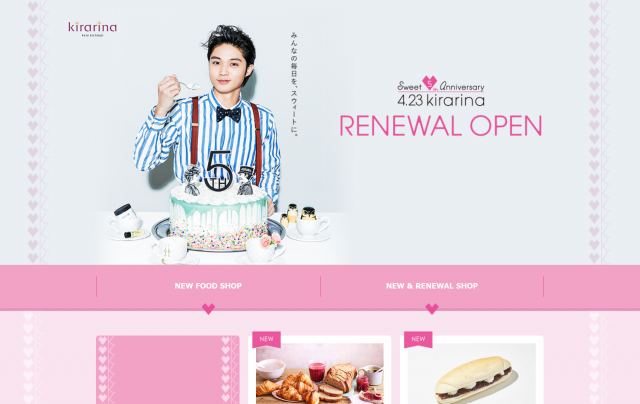 kirarina
みんなの毎日を、スウィートに。
Sweet 5th Anniversary
4.23 kirarina
RENEWAL OPEN
5
TH
NEW FOOD SHOP
NEW & RENEWAL SHOP
NEW
NEW